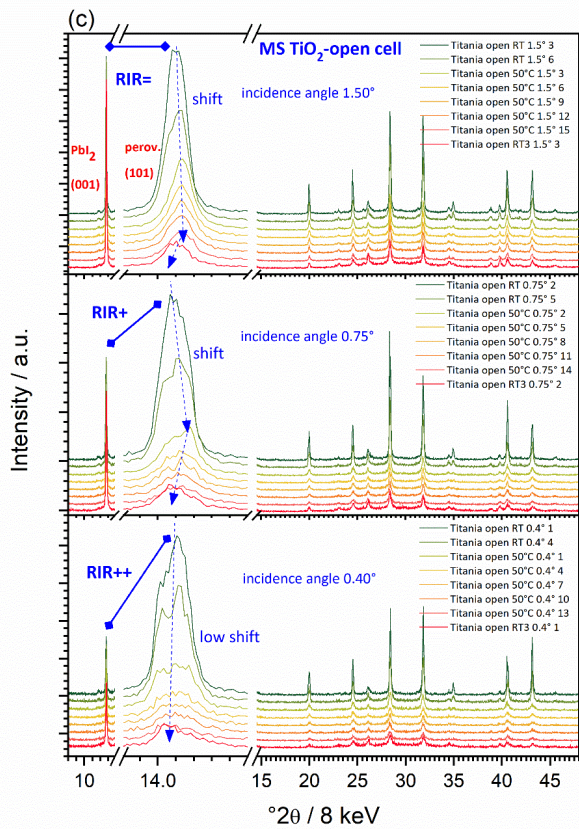 (c)
MS TiO2-open cell
RIR=
shift
incidence angle 1.50°
PbI2
(001)
perov.
(101)
Titania open RT 1.5° 3
Titania open RT 1.5° 6
Titania open 50°C 1.5° 3
Titania open 50°C 1.5° 6
Titania open 50°C 1.5° 9
Titania open 50°C 1.5° 12
Titania open 50°C 1.5° 15
Titania open RT3 1.5° 3
RIR+
shift
incidence angle 0.75°
Titania open RT 0.75° 2
Titania open RT 0.75° 5
Titania open 50°C 0.75° 2
Titania open 50°C 0.75° 5
Titania open 50°C 0.75° 8
Titania open 50°C 0.75° 11
Titania open 50°C 0.75° 14
Titania open RT3 0.75° 2
Intensity / a.u.
RIR++
low shift
incidence angle 0.40°
Titania open RT 0.4° 1
Titania open RT 0.4° 4
Titania open 50°C 0.4° 1
Titania open 50°C 0.4° 4
Titania open 50°C 0.4° 7
Titania open 50°C 0.4° 10
Titania open 50°C 0.4° 13
Titania open RT3 0.4° 1
10 14.0 15 20 25 30 35 40 45
°2θ / 8 keV